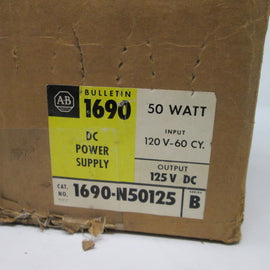 A-B
BULLETIN
1690
50 WATT
DC
POWER
SUPPLY
INPUT
120 V-60 CY.
OUTPUT
125 V DC
CAT.
NO.
1690-N50125
SERIES
B